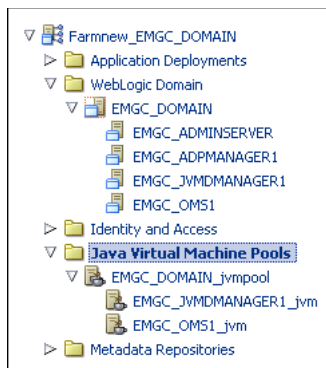 Farmnew_EMGC_DOMAIN
Application Deployments
WebLogic Domain
EMGC_DOMAIN
EMGC_ADMINSERVER
EMGC_ADPMANAGER1
EMGC_JVMDMANAGER1
EMGC_OMS1
Identity and Access
Java Virtual Machine Pools
EMGC_DOMAIN_jvmpool
EMGC_JVMDMANAGER1_jvm
EMGC_OMS1_jvm
Metadata Repositories